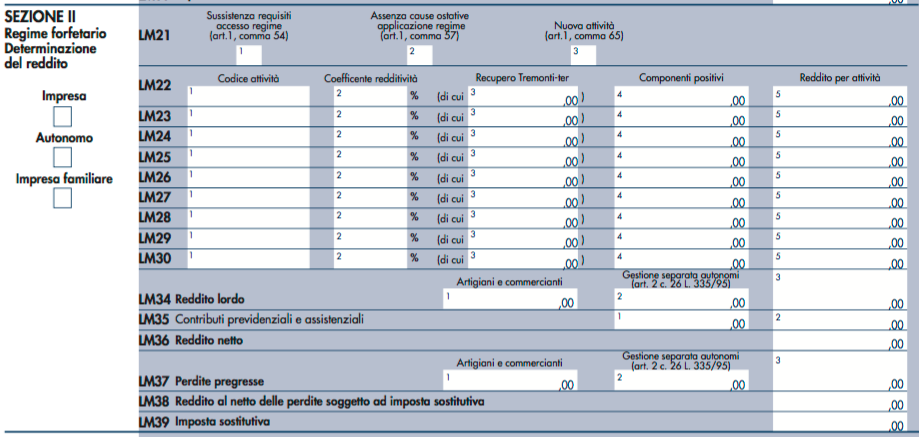 ,00
SEZIONE II
Regime forfetario
Determinazione
del reddito
Impresa
Autonomo
Impresa familiare
LM21
Sussistenza requisiti
accesso regime
(art.1, comma 54)
1
Assenza cause ostative
applicazione regime
(art.1, comma 57)
2
Nuova attività
(art.1, comma 65)
3
Codice attività Coefficente redditività Recupero Tremonti-ter Componenti positivi Reddito per attività
LM22 1 2 % (di cui 3 ,00 ) 4 ,00 5 ,00
LM23 1 2 % (di cui 3 ,00 ) 4 ,00 5 ,00
LM24 1 2 % (di cui 3 ,00 ) 4 ,00 5 ,00
LM25 1 2 % (di cui 3 ,00 ) 4 ,00 5 ,00
LM26 1 2 % (di cui 3 ,00 ) 4 ,00 5 ,00
LM27 1 2 % (di cui 3 ,00 ) 4 ,00 5 ,00
LM28 1 2 % (di cui 3 ,00 ) 4 ,00 5 ,00
LM29 1 2 % (di cui 3 ,00 ) 4 ,00 5 ,00
LM30 1 2 % (di cui 3 ,00 ) 4 ,00 5 ,00
Artigiani e commercianti
Gestione separata autonomi
(art. 2 c. 26 L. 335/95)
LM34 Reddito lordo 1 ,00 2 ,00 3 ,00
LM35 Contributi previdenziali e assistenziali 1 ,00 2 ,00
LM36 Reddito netto ,00
Artigiani e commercianti
Gestione separata autonomi
(art. 2 c. 26 L. 335/95)
LM37 Perdite pregresse 1 ,00 2 ,00 3 ,00
LM38 Reddito al netto delle perdite soggetto ad imposta sostitutiva ,00
LM39 Imposta sostitutiva ,00